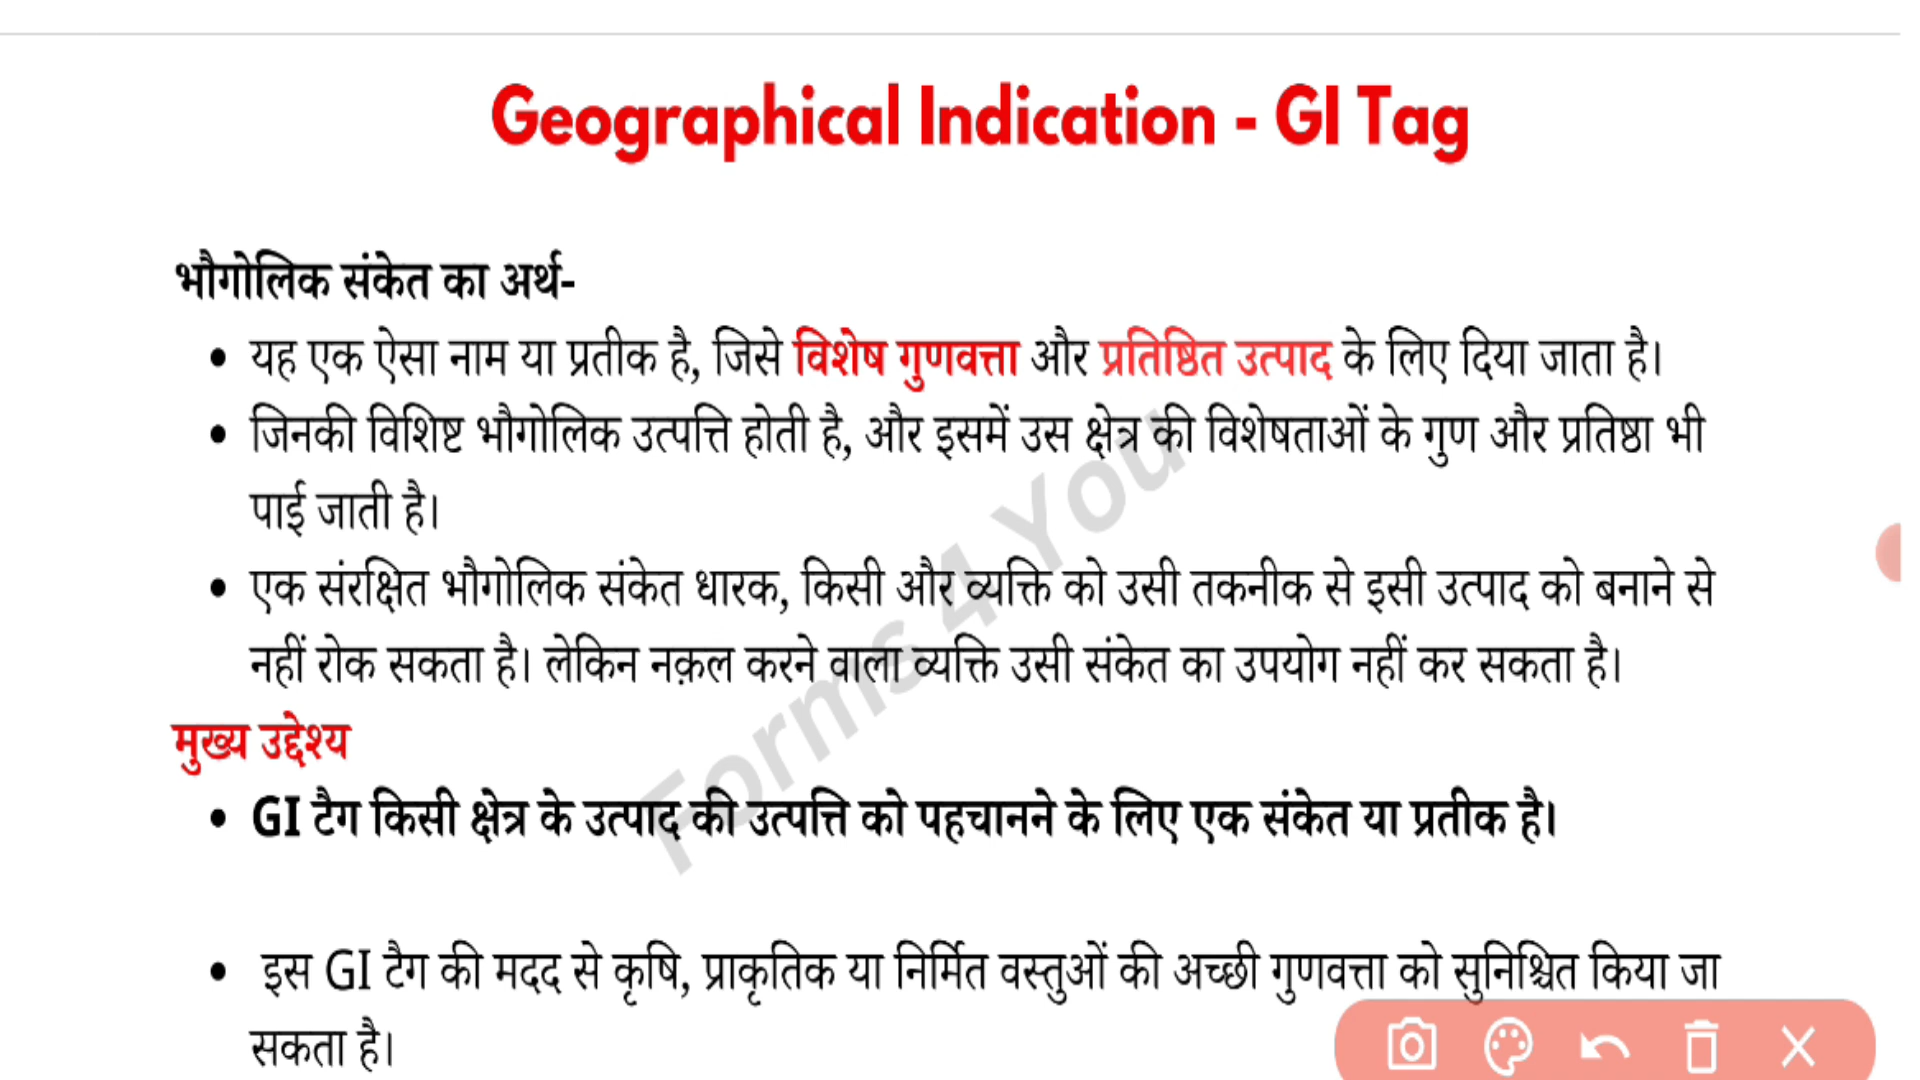 Geographical Indication - GI Tag
भौगोलिक संकेत का अर्थ-
• यह एक ऐसा नाम या प्रतीक है, जिसे विशेष गुणवत्ता और प्रतिष्ठित उत्पाद के लिए दिया जाता है।
• जिनकी विशिष्ट भौगोलिक उत्पत्ति होती है, और इसमें उस क्षेत्र की विशेषताओं के गुण और प्रतिष्ठा भी
पाई जाती है।
• एक संरक्षित भौगोलिक संकेत धारक, किसी और व्यक्ति को उसी तकनीक से इसी उत्पाद को बनाने से
नहीं रोक सकता है। लेकिन नक़ल करने वाला व्यक्ति उसी संकेत का उपयोग नहीं कर सकता है।
मुख्य उद्देश्य
• GI टैग किसी क्षेत्र के उत्पाद की उत्पत्ति को पहचानने के लिए एक संकेत या प्रतीक है।
• इस GI टैग की मदद से कृषि, प्राकृतिक या निर्मित वस्तुओं की अच्छी गुणवत्ता को सुनिश्चित किया जा
सकता है।
Forms 4 You